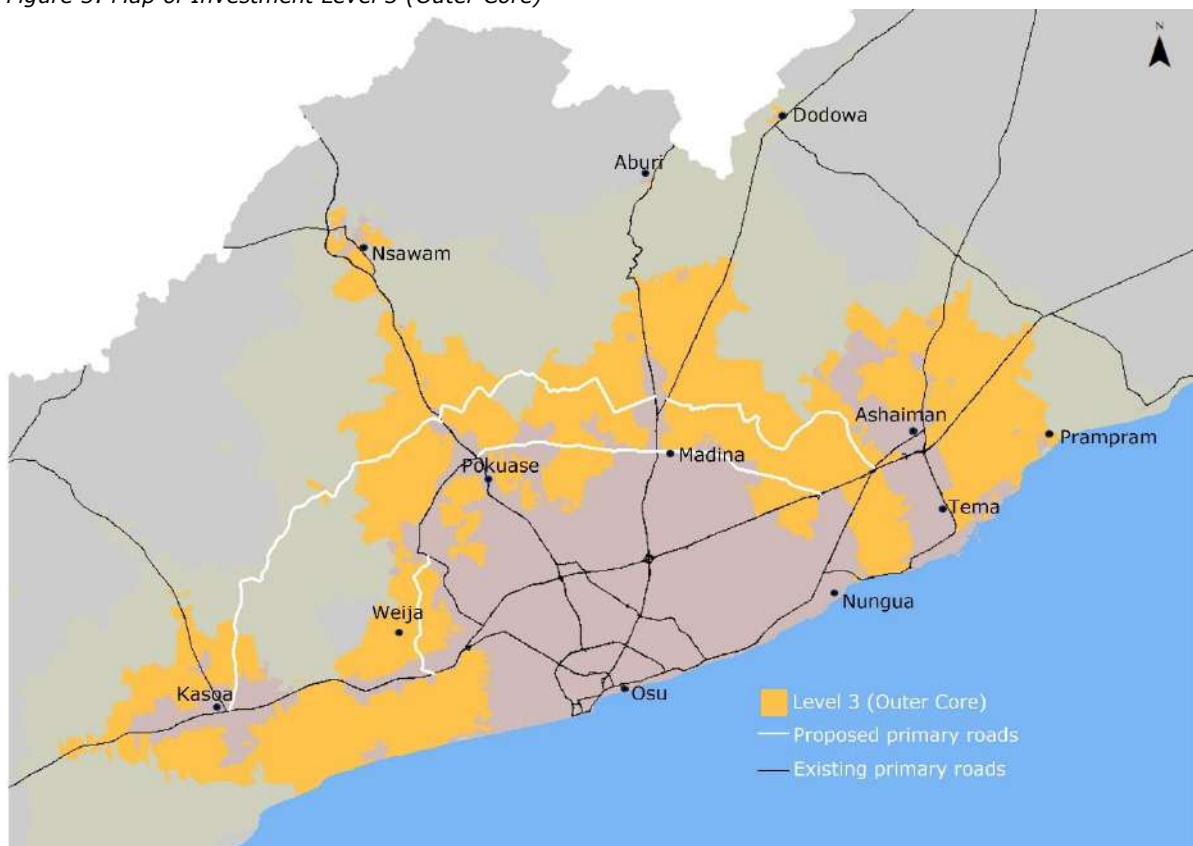 Figure 5: Map of Investment Level 3 (Outer Core)
N
Dodowa
Aburi
Nsawam
Ashaiman
Prampram
Madina
Pokuase
Tema
Nungua
Weija
Osu
Kasoa
Level 3 (Outer Core)
Proposed primary roads
Existing primary roads